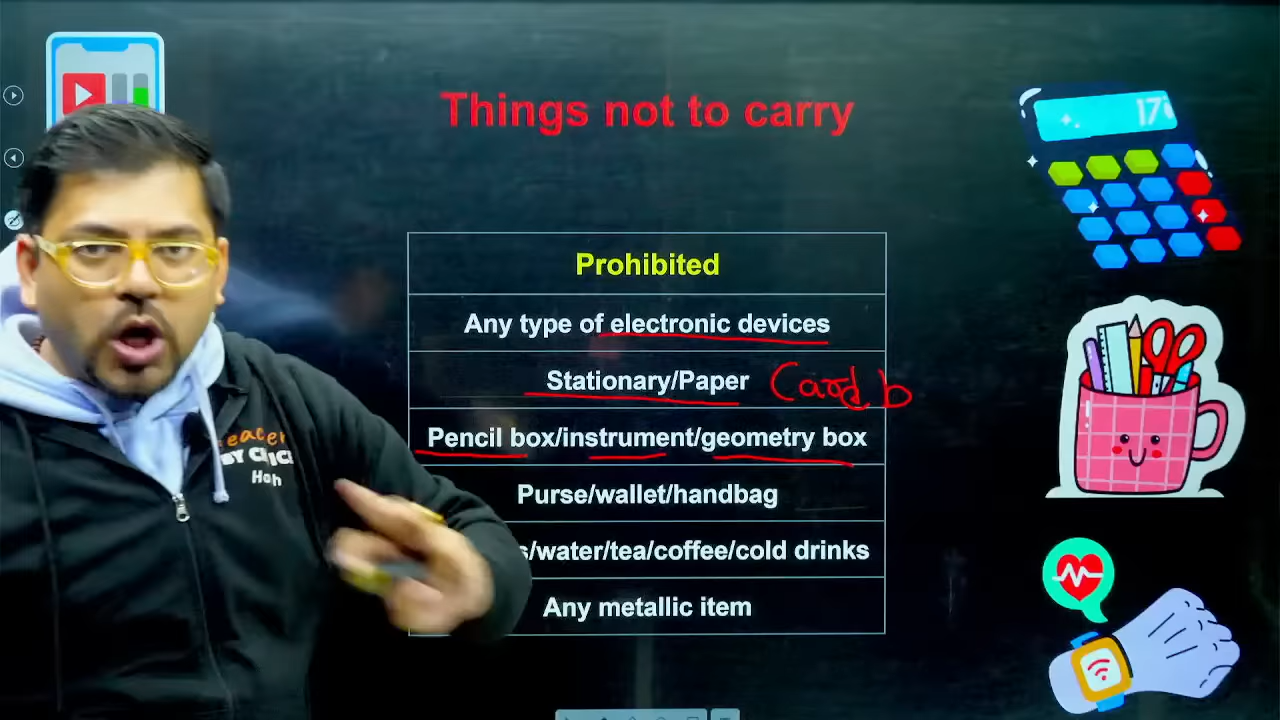 Things not to carry
Prohibited
Any type of electronic devices
Stationary/Paper Card b
Pencil box/instrument/geometry box
Purse/wallet/handbag
s/water/tea/coffee/cold drinks
Any metallic item
BY